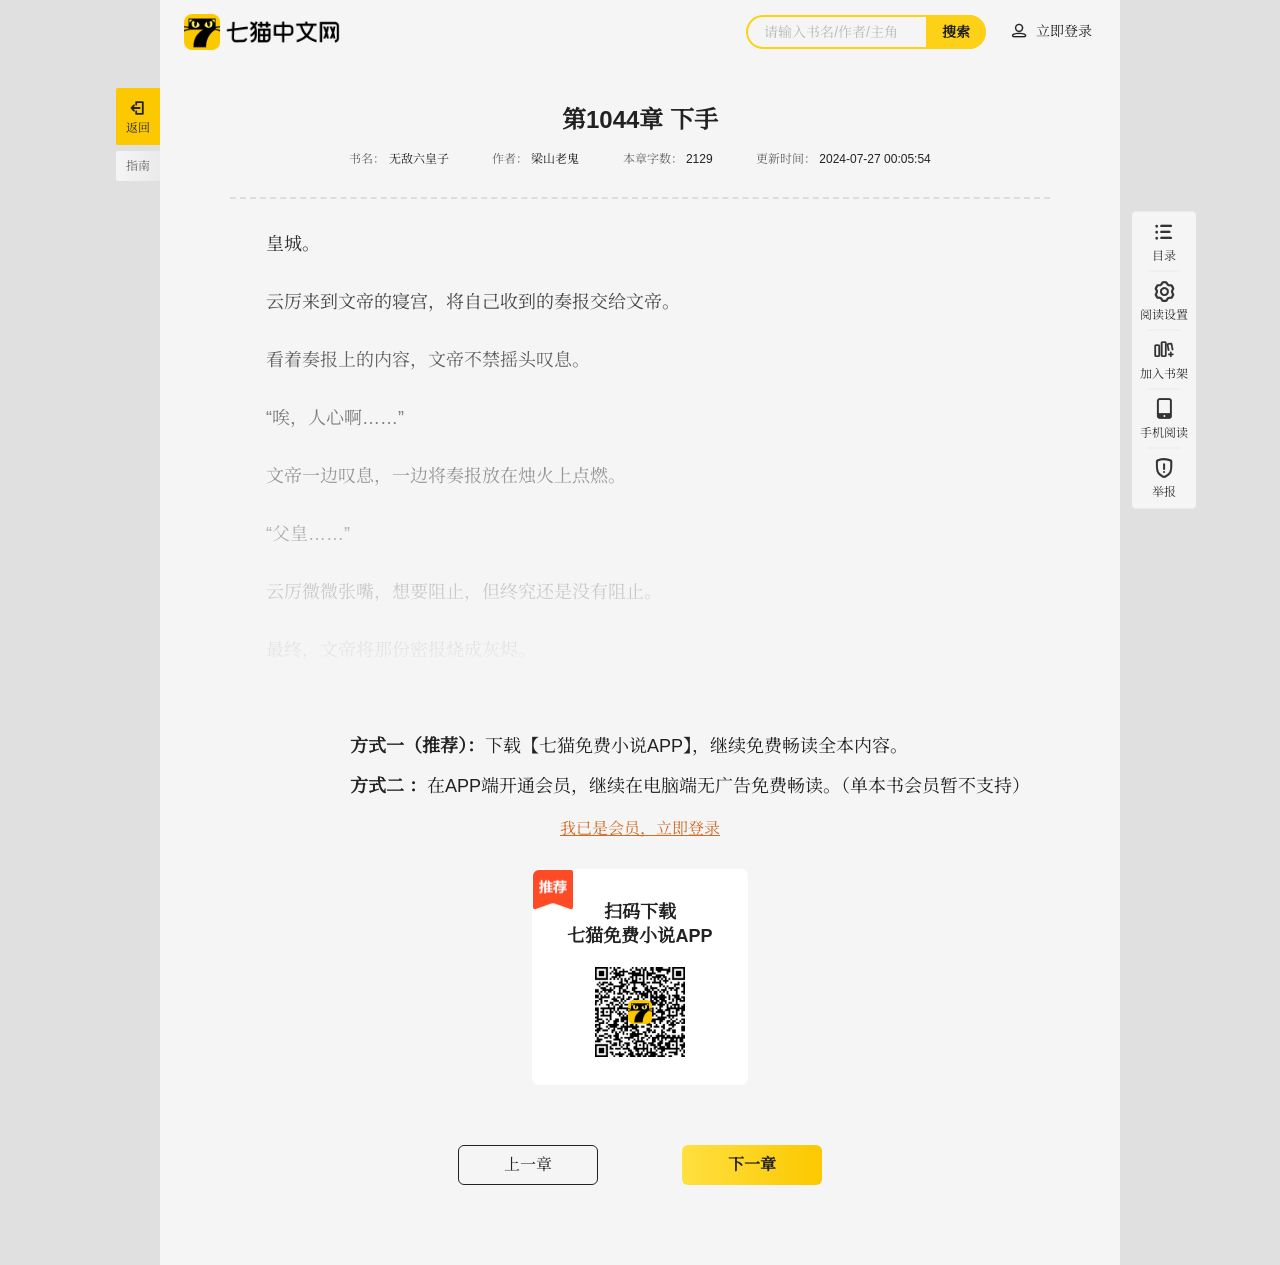 七猫中文网
请输入书名/作者/主角
搜索
立即登录
返回
指南
第1044章 下手
书名： 无敌六皇子 作者： 梁山老鬼 本章字数： 2129 更新时间： 2024-07-27 00:05:54
皇城。
云厉来到文帝的寝宫，将自己收到的奏报交给文帝。
看着奏报上的内容，文帝不禁摇头叹息。
“唉，人心啊……”
文帝一边叹息，一边将奏报放在烛火上点燃。
“父皇……”
云厉微微张嘴，想要阻止，但终究还是没有阻止。
最终，文帝将那份密报烧成灰烬。
目录
阅读设置
加入书架
手机阅读
举报
方式一（推荐）：下载【七猫免费小说APP】，继续免费畅读全本内容。
方式二 ：在APP端开通会员，继续在电脑端无广告免费畅读。（单本书会员暂不支持）
我已是会员，立即登录
推荐
扫码下载
七猫免费小说APP
上一章
下一章